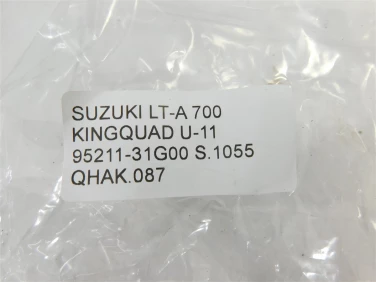 SUZUKI LT-A 700
KINGQUAD U-11
95211-31G00 S.1055
QHAK.087